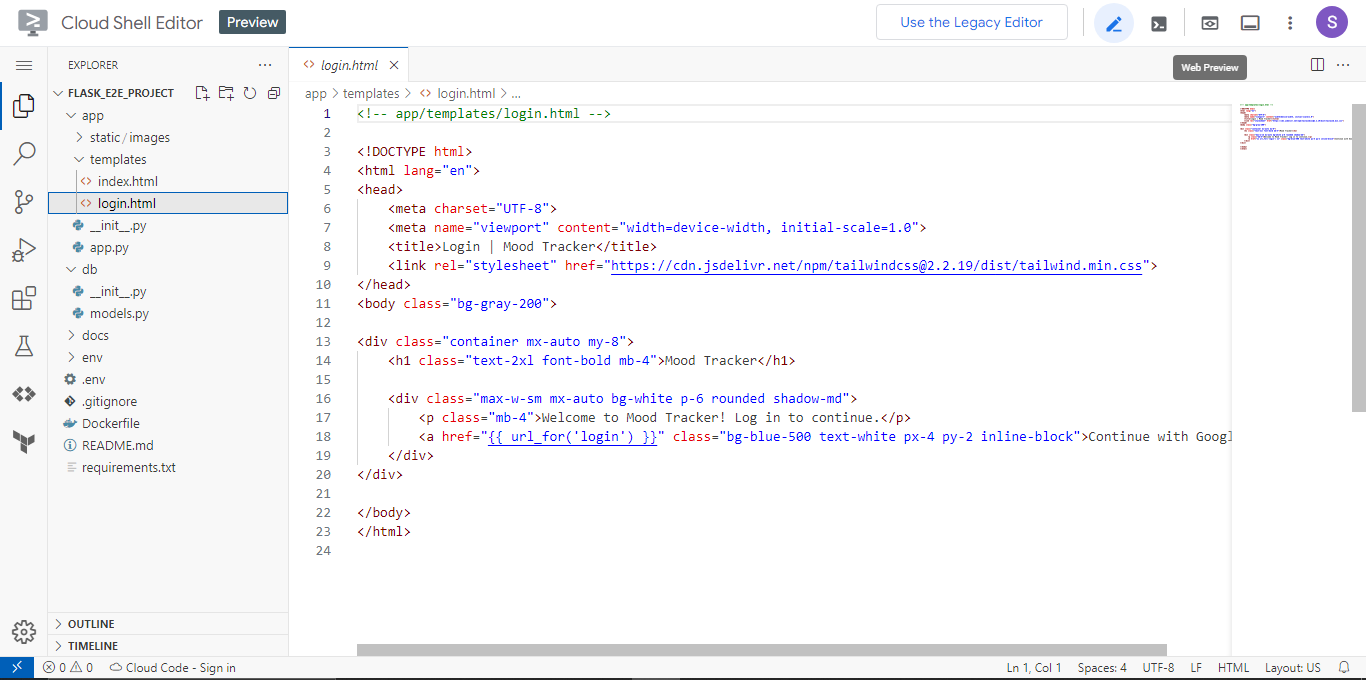 Cloud Shell Editor Preview Use the Legacy Editor S
Web Preview
EXPLORER
FLASK_E2E_PROJECT
app
static / images
templates
index.html
login.html
__init__.py
app.py
db
__init__.py
models.py
docs
env
.env
.gitignore
Dockerfile
README.md
requirements.txt
OUTLINE
TIMELINE
login.html
app > templates > login.html > ...
1 <!-- app/templates/login.html -->
2
3 <!DOCTYPE html>
4 <html lang="en">
5 <head>
6 <meta charset="UTF-8">
7 <meta name="viewport" content="width=device-width, initial-scale=1.0">
8 <title>Login | Mood Tracker</title>
9 <link rel="stylesheet" href="https://cdn.jsdelivr.net/npm/tailwindcss@2.2.19/dist/tailwind.min.css">
10 </head>
11 <body class="bg-gray-200">
12
13 <div class="container mx-auto my-8">
14 <h1 class="text-2xl font-bold mb-4">Mood Tracker</h1>
15
16 <div class="max-w-sm mx-auto bg-white p-6 rounded shadow-md">
17 <p class="mb-4">Welcome to Mood Tracker! Log in to continue.</p>
18 <a href="{{ url_for('login') }}" class="bg-blue-500 text-white px-4 py-2 inline-block">Continue with Googl
19 </div>
20 </div>
21
22 </body>
23 </html>
24
0 0 Cloud Code - Sign in Ln 1, Col 1 Spaces: 4 UTF-8 LF HTML Layout: US